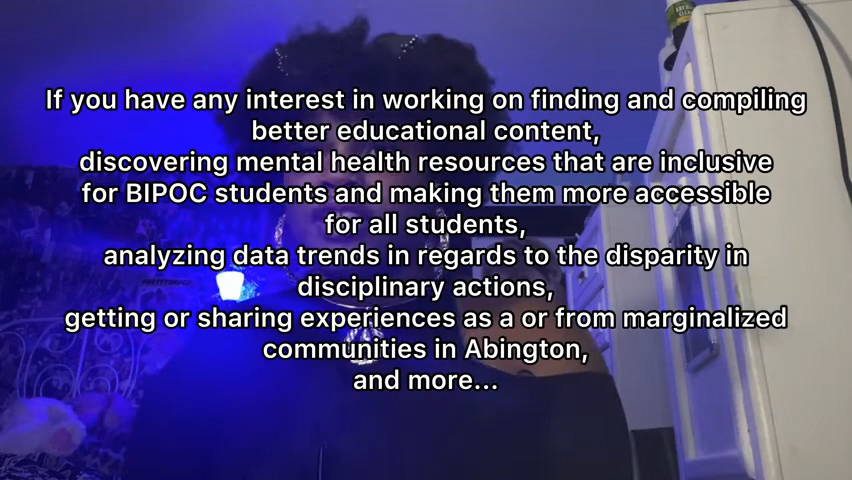 If you have any interest in working on finding and compiling
better educational content,
discovering mental health resources that are inclusive
for BIPOC students and making them more accessible
for all students,
analyzing data trends in regards to the disparity in
disciplinary actions,
getting or sharing experiences as a or from marginalized
communities in Abington,
and more...